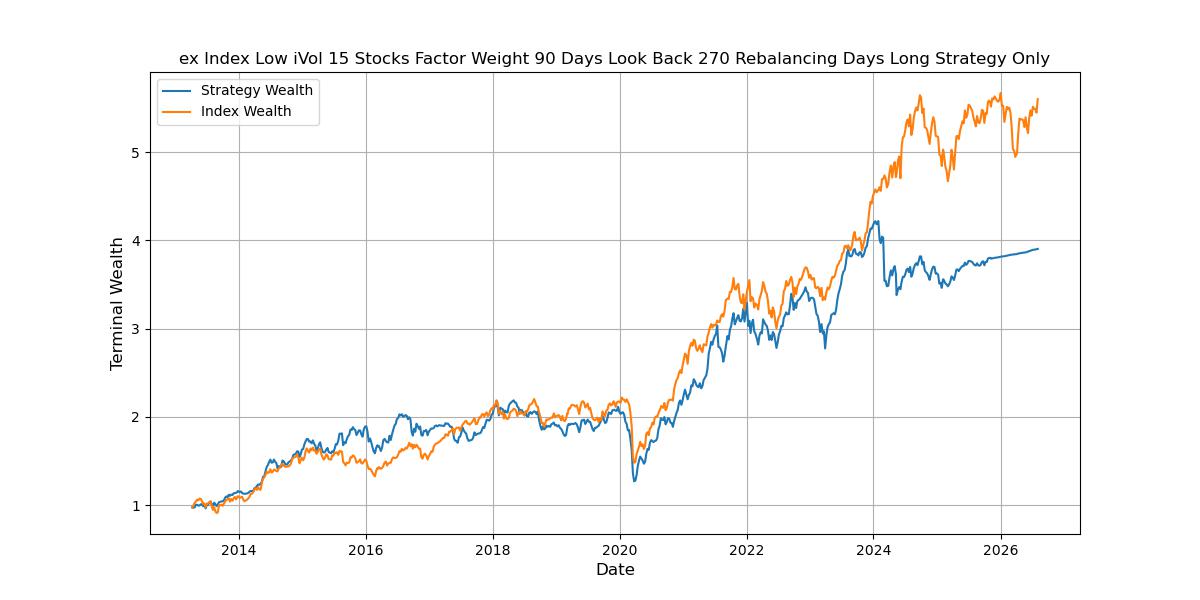 ex Index Low iVol 15 Stocks Factor Weight 90 Days Look Back 270 Rebalancing Days Long Strategy Only
Strategy Wealth
Index Wealth
Terminal Wealth
5
4
3
2
1
2014 2016 2018 2020 2022 2024 2026
Date